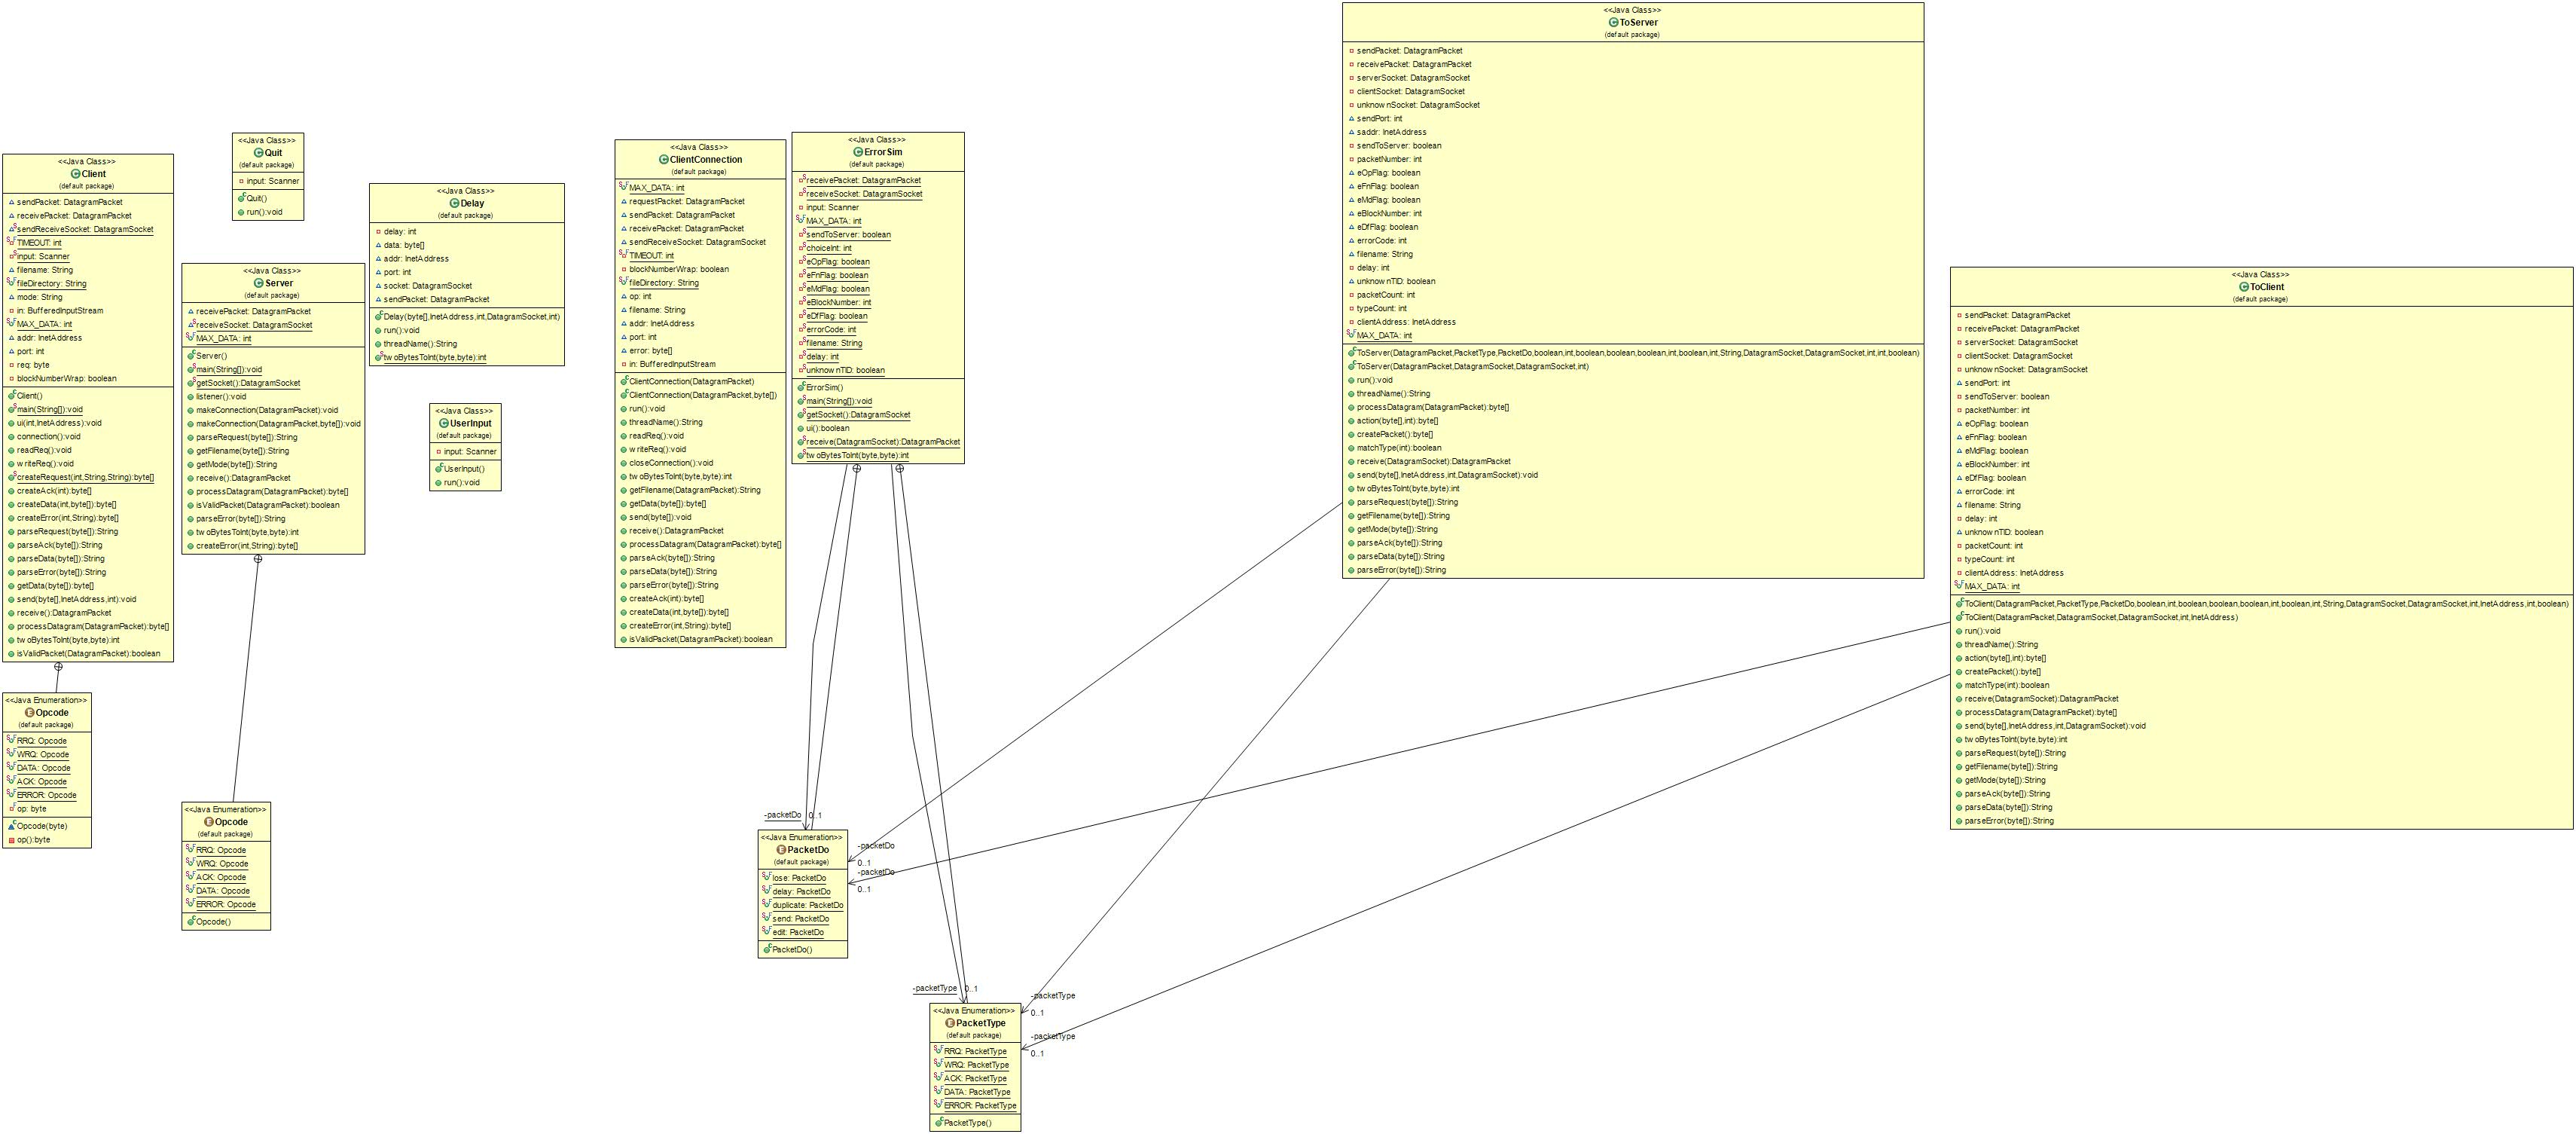 <<Java Class>>
Client
(default package)
sendPacket: DatagramPacket
receivePacket: DatagramPacket
sendReceiveSocket: DatagramSocket
TIMEOUT: int
input: Scanner
filename: String
fileDirectory: String
mode: String
in: BufferedInputStream
MAX_DATA: int
addr: InetAddress
port: int
req: byte
blockNumberWrap: boolean
Client()
main(String[]):void
ui(int,InetAddress):void
connection():void
readReq():void
writeReq():void
createRequest(int,String,String):byte[]
createAck(int):byte[]
createData(int,byte[]):byte[]
createError(int,String):byte[]
parseRequest(byte[]):String
parseAck(byte[]):String
parseData(byte[]):String
parseError(byte[]):String
getData(byte[]):byte[]
send(byte[],InetAddress,int):void
receive():DatagramPacket
processDatagram(DatagramPacket):byte[]
twoBytesToInt(byte,byte):int
isValidPacket(DatagramPacket):boolean
<<Java Enumeration>>
Opcode
(default package)
RRQ: Opcode
WRQ: Opcode
DATA: Opcode
ACK: Opcode
ERROR: Opcode
op: byte
Opcode(byte)
op():byte
<<Java Class>>
Quit
(default package)
input: Scanner
Quit()
run():void
<<Java Class>>
Server
(default package)
receivePacket: DatagramPacket
receiveSocket: DatagramSocket
MAX_DATA: int
Server()
main(String[]):void
getSocket():DatagramSocket
listener():void
makeConnection(DatagramPacket):void
makeConnection(DatagramPacket,byte[]):void
parseRequest(byte[]):String
getFilename(byte[]):String
getMode(byte[]):String
receive():DatagramPacket
processDatagram(DatagramPacket):byte[]
isValidPacket(DatagramPacket):boolean
parseError(byte[]):String
twoBytesToInt(byte,byte):int
createError(int,String):byte[]
<<Java Enumeration>>
Opcode
(default package)
RRQ: Opcode
WRQ: Opcode
ACK: Opcode
DATA: Opcode
ERROR: Opcode
Opcode()
<<Java Class>>
Delay
(default package)
delay: int
data: byte[]
addr: InetAddress
port: int
socket: DatagramSocket
sendPacket: DatagramPacket
Delay(byte[],InetAddress,int,DatagramSocket,int)
run():void
threadName():String
twoBytesToInt(byte,byte):int
<<Java Class>>
UserInput
(default package)
input: Scanner
UserInput()
run():void
<<Java Class>>
ClientConnection
(default package)
MAX_DATA: int
requestPacket: DatagramPacket
sendPacket: DatagramPacket
receivePacket: DatagramPacket
sendReceiveSocket: DatagramSocket
TIMEOUT: int
blockNumberWrap: boolean
fileDirectory: String
op: int
filename: String
addr: InetAddress
port: int
error: byte[]
in: BufferedInputStream
ClientConnection(DatagramPacket)
ClientConnection(DatagramPacket,byte[])
run():void
threadName():String
readReq():void
writeReq():void
closeConnection():void
twoBytesToInt(byte,byte):int
getFilename(DatagramPacket):String
getData(byte[]):byte[]
send(byte[]):void
receive():DatagramPacket
processDatagram(DatagramPacket):byte[]
parseAck(byte[]):String
parseData(byte[]):String
parseError(byte[]):String
createAck(int):byte[]
createData(int,byte[]):byte[]
createError(int,String):byte[]
isValidPacket(DatagramPacket):boolean
<<Java Class>>
ErrorSim
(default package)
receivePacket: DatagramPacket
receiveSocket: DatagramSocket
input: Scanner
MAX_DATA: int
sendToServer: boolean
choiceInt: int
eOpFlag: boolean
eFnFlag: boolean
eMdFlag: boolean
eBlockNumber: int
eDfFlag: boolean
errorCode: int
filename: String
delay: int
unknownTID: boolean
ErrorSim()
main(String[]):void
getSocket():DatagramSocket
ui():boolean
receive(DatagramSocket):DatagramPacket
twoBytesToInt(byte,byte):int
-packetDo
0..1
<<Java Enumeration>>
PacketDo
(default package)
lose: PacketDo
delay: PacketDo
duplicate: PacketDo
send: PacketDo
edit: PacketDo
PacketDo()
-packetDo
0..1
-packetDo
0..1
-packetType
0..1
<<Java Enumeration>>
PacketType
(default package)
RRQ: PacketType
WRQ: PacketType
ACK: PacketType
DATA: PacketType
ERROR: PacketType
PacketType()
-packetType
0..1
-packetType
0..1
<<Java Class>>
ToServer
(default package)
sendPacket: DatagramPacket
receivePacket: DatagramPacket
serverSocket: DatagramSocket
clientSocket: DatagramSocket
unknownSocket: DatagramSocket
sendPort: int
saddr: InetAddress
sendToServer: boolean
packetNumber: int
eOpFlag: boolean
eFnFlag: boolean
eMdFlag: boolean
eBlockNumber: int
eDfFlag: boolean
errorCode: int
filename: String
delay: int
unknownTID: boolean
packetCount: int
typeCount: int
clientAddress: InetAddress
MAX_DATA: int
ToServer(DatagramPacket,PacketType,PacketDo,boolean,int,boolean,boolean,boolean,int,boolean,int,String,DatagramSocket,DatagramSocket,int,int,boolean)
ToServer(DatagramPacket,DatagramSocket,DatagramSocket,int)
run():void
threadName():String
processDatagram(DatagramPacket):byte[]
action(byte[],int):byte[]
createPacket():byte[]
matchType(int):boolean
receive(DatagramSocket):DatagramPacket
send(byte[],InetAddress,int,DatagramSocket):void
twoBytesToInt(byte,byte):int
parseRequest(byte[]):String
getFilename(byte[]):String
getMode(byte[]):String
parseAck(byte[]):String
parseData(byte[]):String
parseError(byte[]):String
<<Java Class>>
ToClient
(default package)
sendPacket: DatagramPacket
receivePacket: DatagramPacket
serverSocket: DatagramSocket
clientSocket: DatagramSocket
unknownSocket: DatagramSocket
sendPort: int
sendToServer: boolean
packetNumber: int
eOpFlag: boolean
eFnFlag: boolean
eMdFlag: boolean
eBlockNumber: int
eDfFlag: boolean
errorCode: int
filename: String
delay: int
unknownTID: boolean
packetCount: int
typeCount: int
clientAddress: InetAddress
MAX_DATA: int
ToClient(DatagramPacket,PacketType,PacketDo,boolean,int,boolean,boolean,boolean,int,boolean,int,String,DatagramSocket,DatagramSocket,int,InetAddress,int,boolean)
ToClient(DatagramPacket,DatagramSocket,DatagramSocket,int,InetAddress)
run():void
threadName():String
action(byte[],int):byte[]
createPacket():byte[]
matchType(int):boolean
receive(DatagramSocket):DatagramPacket
processDatagram(DatagramPacket):byte[]
send(byte[],InetAddress,int,DatagramSocket):void
twoBytesToInt(byte,byte):int
parseRequest(byte[]):String
getFilename(byte[]):String
getMode(byte[]):String
parseAck(byte[]):String
parseData(byte[]):String
parseError(byte[]):String